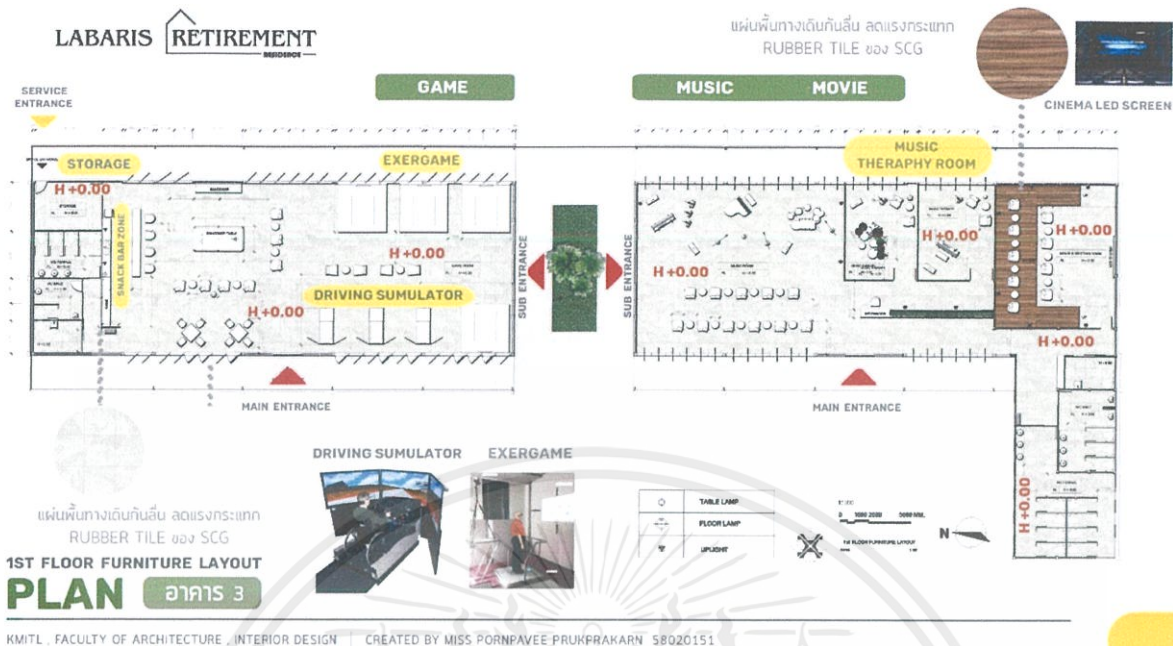 LABARIS RETIREMENT
RESIDENCE
แผ่นพื้นทางเดินกันลื่น ลดแรงกระแทก
RUBBER TILE ของ SCG
CINEMA LED SCREEN
GAME
MUSIC MOVIE
SERVICE
ENTRANCE
STORAGE
EXERGAME
MUSIC
THERAPHY ROOM
H +0.00
SNACK BAR ZONE
H +0.00
H +0.00
DRIVING SUMULATOR
SUB ENTRANCE
SUB ENTRANCE
H +0.00
H +0.00
H +0.00
H +0.00
H +0.00
MAIN ENTRANCE
MAIN ENTRANCE
DRIVING SUMULATOR
EXERGAME
แผ่นพื้นทางเดินกันลื่น ลดแรงกระแทก
RUBBER TILE ของ SCG
TABLE LAMP
FLOOR LAMP
UPLIGHT
1ST FLOOR FURNITURE LAYOUT
N
1ST FLOOR FURNITURE LAYOUT
PLAN อาคาร 3
KMITL , FACULTY OF ARCHITECTURE , INTERIOR DESIGN | CREATED BY MISS PORNPAVEE PRUKPRAKARN 58020151